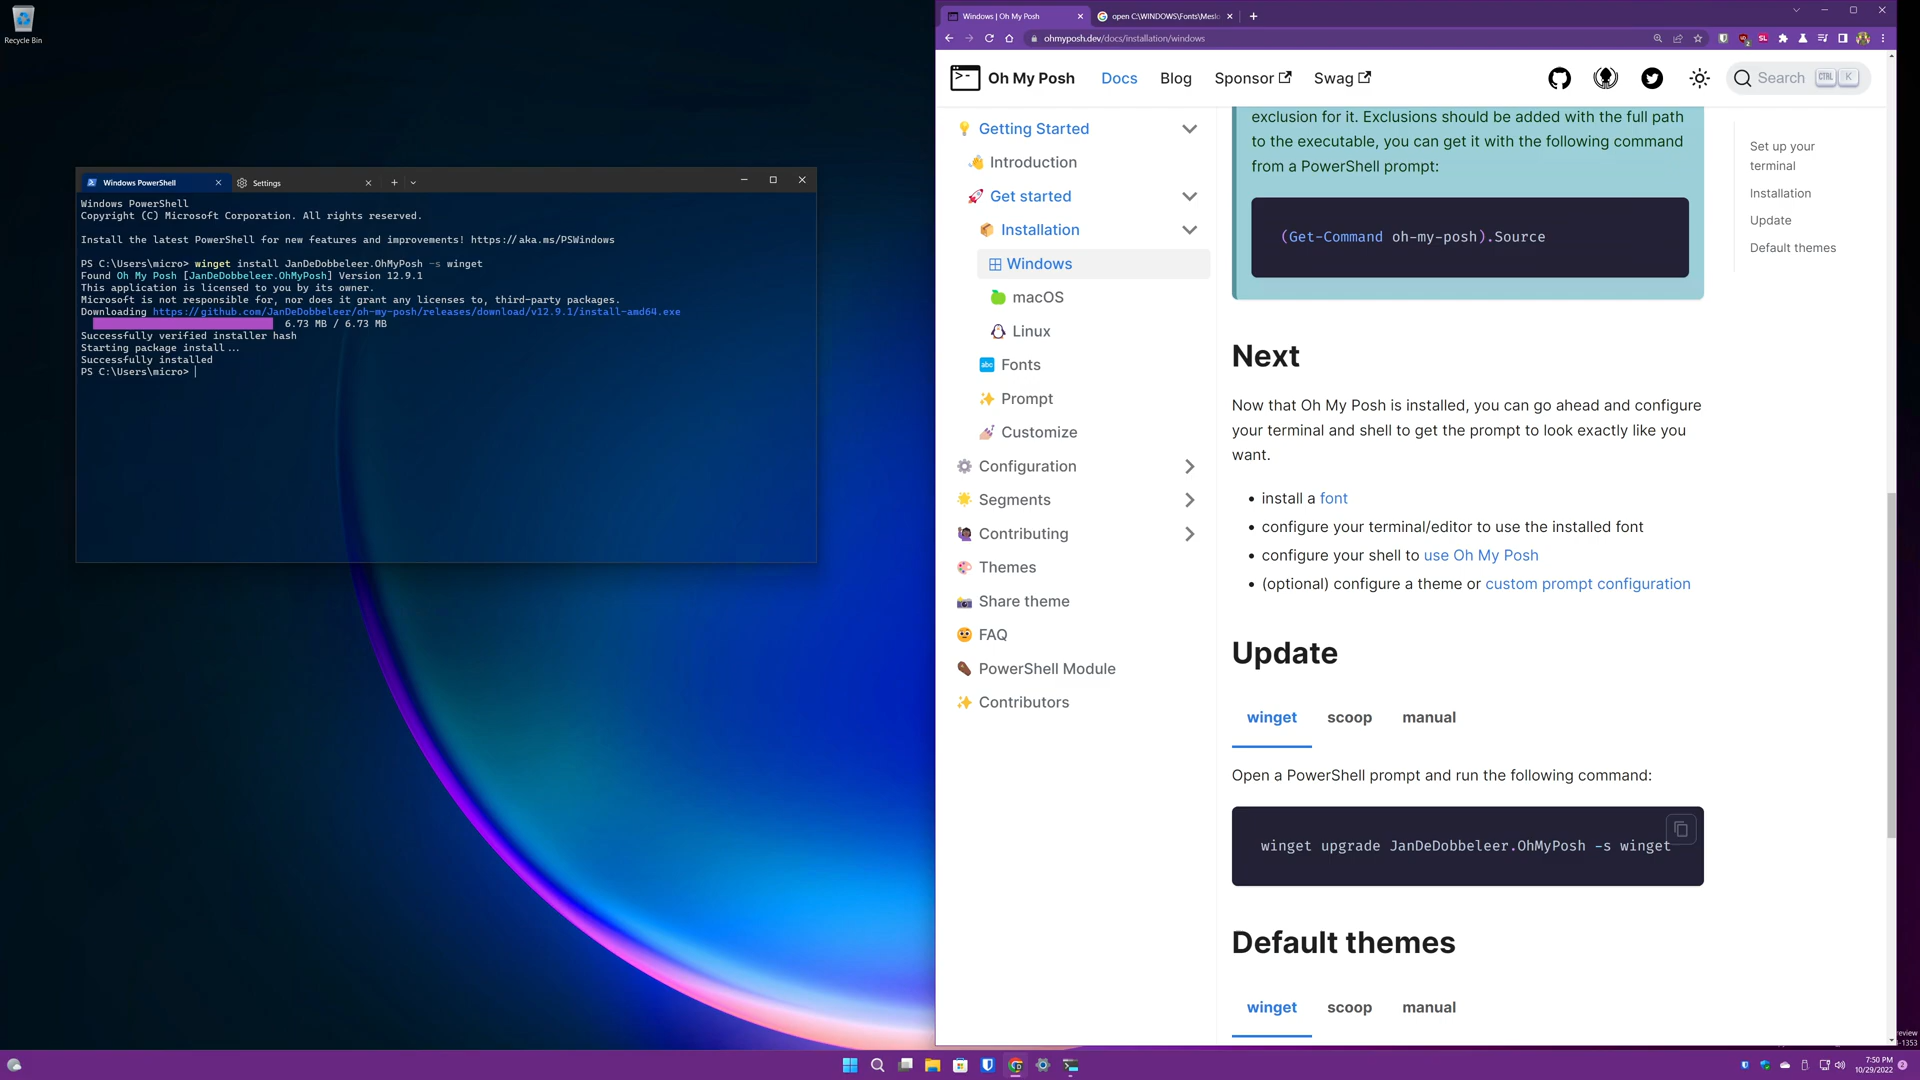 Recycle Bin
Windows PowerShell
Settings
Windows PowerShell
Copyright (C) Microsoft Corporation. All rights reserved.
Install the latest PowerShell for new features and improvements! https://aka.ms/PSWindows
PS C:\Users\micro> winget install JanDeDobbeleer.OhMyPosh -s winget
Found Oh My Posh [JanDeDobbeleer.OhMyPosh] Version 12.9.1
This application is licensed to you by its owner.
Microsoft is not responsible for, nor does it grant any licenses to, third-party packages.
Downloading https://github.com/JanDeDobbeleer/oh-my-posh/releases/download/v12.9.1/install-amd64.exe
6.73 MB / 6.73 MB
Successfully verified installer hash
Starting package install...
Successfully installed
PS C:\Users\micro>
Windows | Oh My Posh
open C:\WINDOWS\Fonts\Meslo
ohmyposh.dev/docs/installation/windows
Oh My Posh
Docs
Blog
Sponsor
Swag
Search
CTRL
K
Getting Started
Introduction
Get started
Installation
Windows
macOS
Linux
abc Fonts
Prompt
Customize
Configuration
Segments
Contributing
Themes
Share theme
FAQ
PowerShell Module
Contributors
exclusion for it. Exclusions should be added with the full path
to the executable, you can get it with the following command
from a PowerShell prompt:
(Get-Command oh-my-posh).Source
Next
Now that Oh My Posh is installed, you can go ahead and configure
your terminal and shell to get the prompt to look exactly like you
want.
• install a font
• configure your terminal/editor to use the installed font
• configure your shell to use Oh My Posh
• (optional) configure a theme or custom prompt configuration
Update
winget
scoop
manual
Open a PowerShell prompt and run the following command:
winget upgrade JanDeDobbeleer.OhMyPosh -s winget
Default themes
winget
scoop
manual
Set up your
terminal
Installation
Update
Default themes
review
-1353
7:50 PM
10/29/2022
2